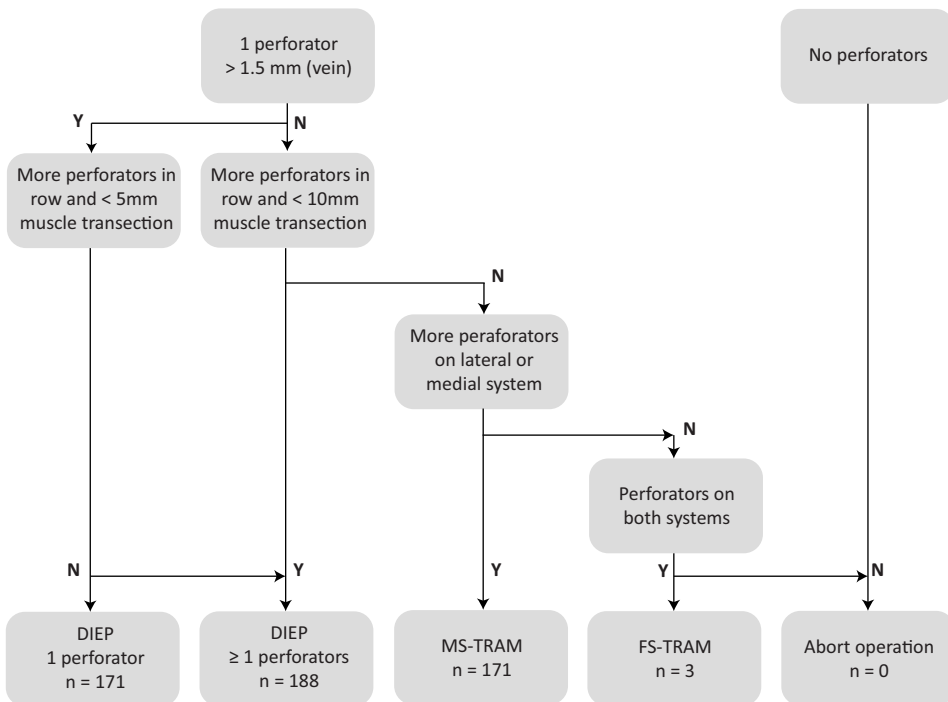 1 perforator
> 1.5 mm (vein)
No perforators
Y
N
More perforators in
row and < 5mm
muscle transection
More perforators in
row and < 10mm
muscle transection
N
More peraforators
on lateral or
medial system
N
Perforators on
both systems
N
Y
Y
Y
N
DIEP
1 perforator
n = 171
DIEP
≥ 1 perforators
n = 188
MS-TRAM
n = 171
FS-TRAM
n = 3
Abort operation
n = 0